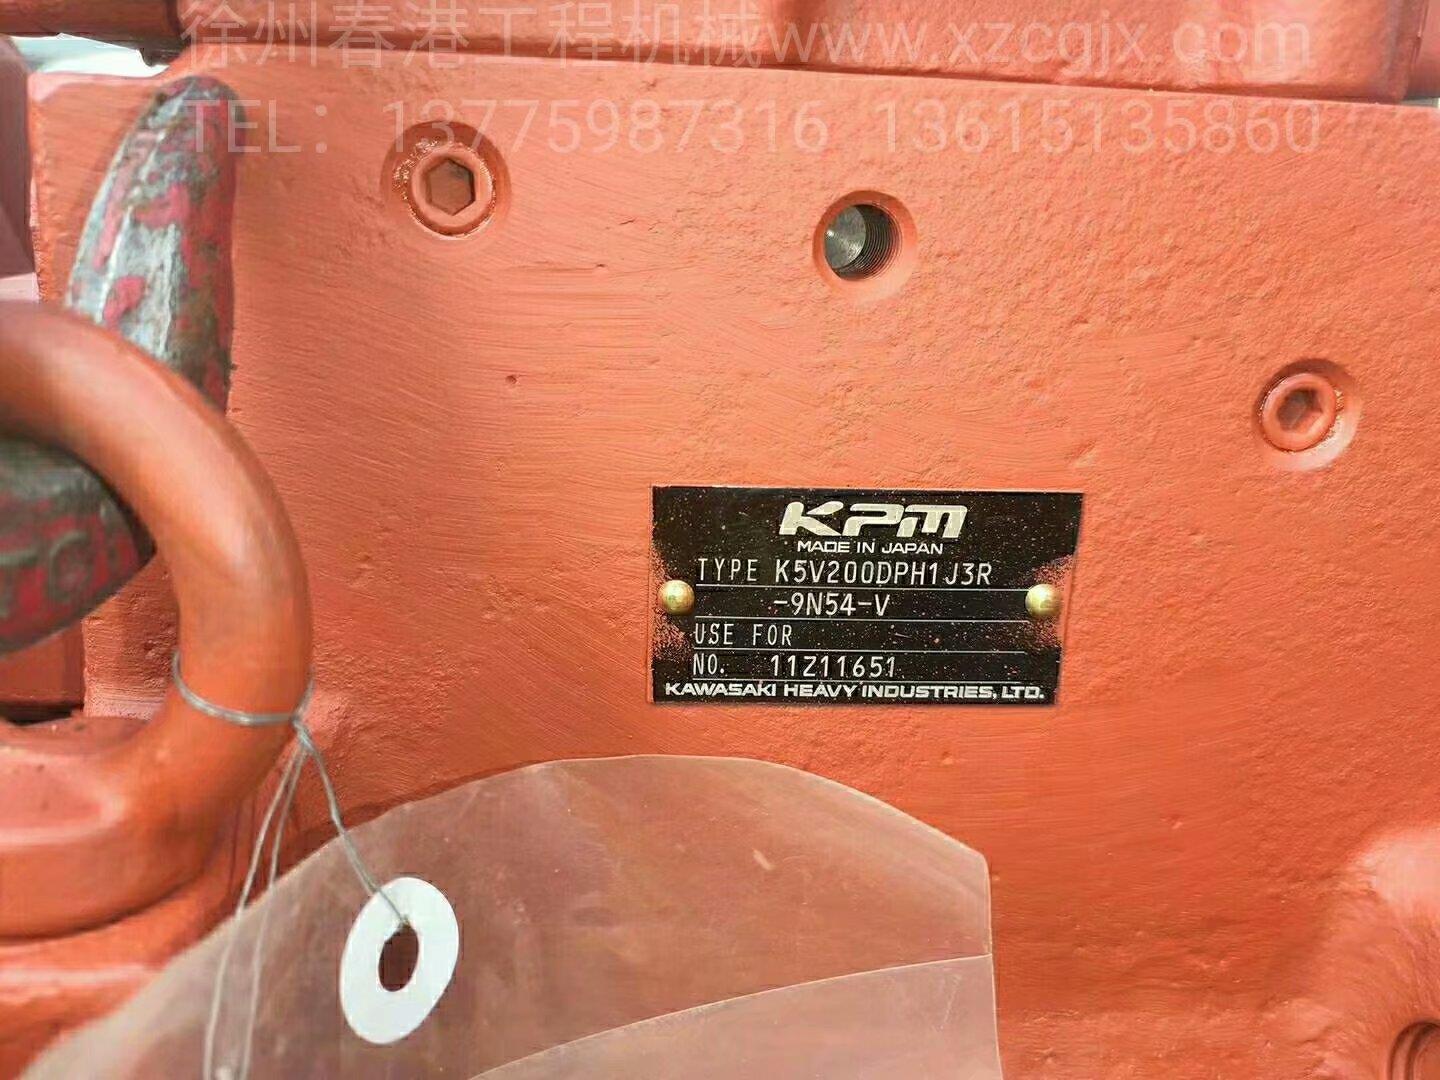 徐州春港工程机械www.xzcgjx.com
TEL：13775987316 13615135860
KPM
MADE IN JAPAN
TYPE K5V200DPH1J3R
-9N54-V
USE FOR
NO. 11Z11651
KAWASAKI HEAVY INDUSTRIES, LTD.